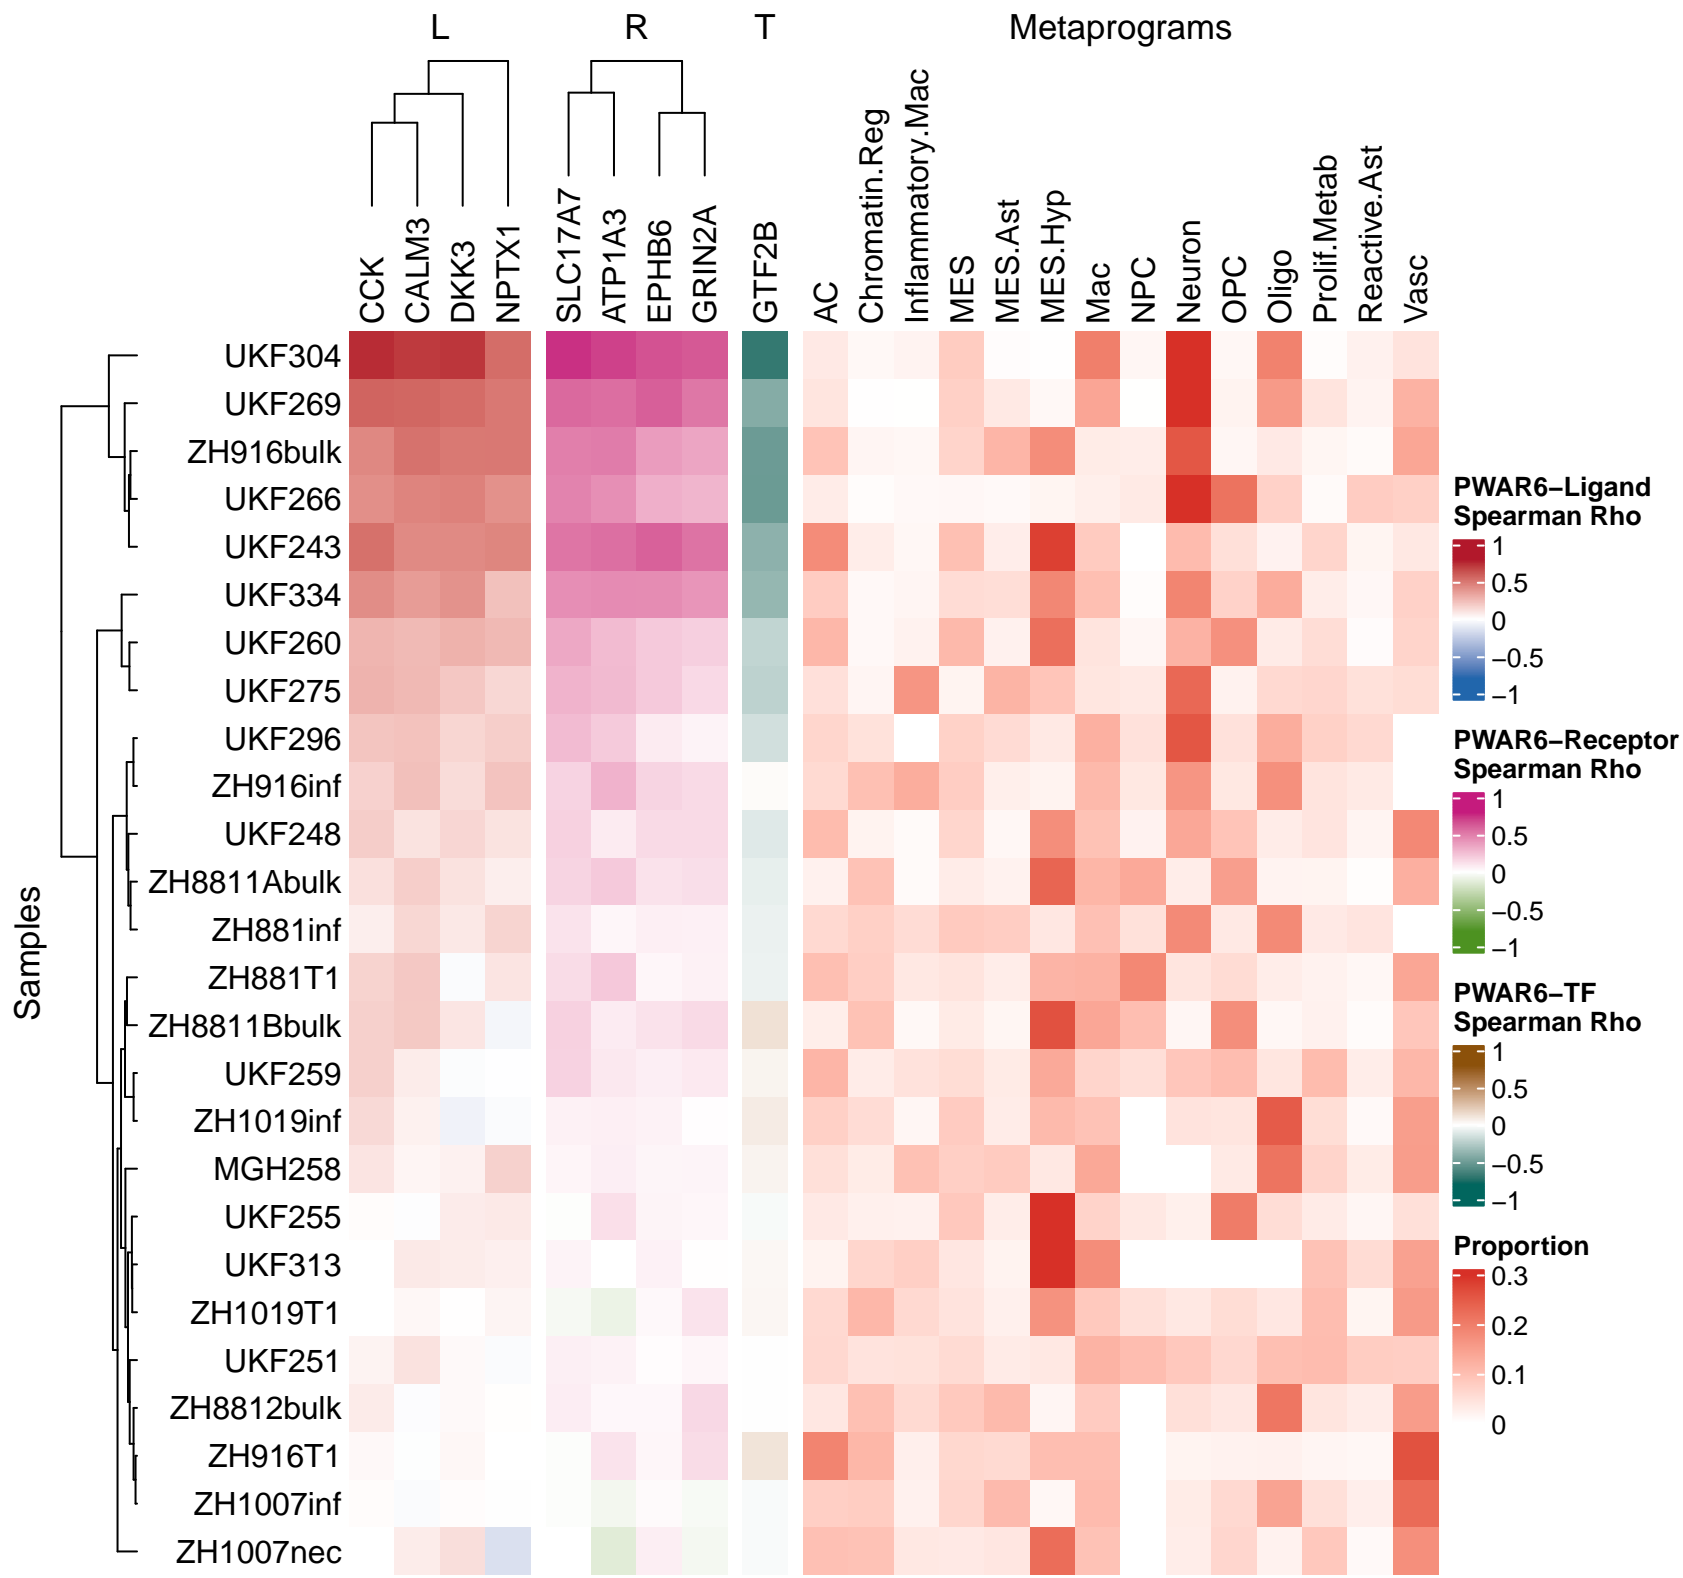 L R T Metaprograms
CCK CALM3 DKK3 NPTX1 SLC17A7 ATP1A3 EPHB6 GRIN2A GTF2B AC Chromatin.Reg Inflammatory.Mac MES MES.Ast MES.Hyp Mac NPC Neuron OPC Oligo Prolif.Metab Reactive.Ast Vasc
Samples
UKF304
UKF269
ZH916bulk
UKF266
UKF243
UKF334
UKF260
UKF275
UKF296
ZH916inf
UKF248
ZH8811Abulk
ZH881inf
ZH881T1
ZH8811Bbulk
UKF259
ZH1019inf
MGH258
UKF255
UKF313
ZH1019T1
UKF251
ZH8812bulk
ZH916T1
ZH1007inf
ZH1007nec
PWAR6−Ligand
Spearman Rho
1
0.5
0
−0.5
−1
PWAR6−Receptor
Spearman Rho
1
0.5
0
−0.5
−1
PWAR6−TF
Spearman Rho
1
0.5
0
−0.5
−1
Proportion
0.3
0.2
0.1
0